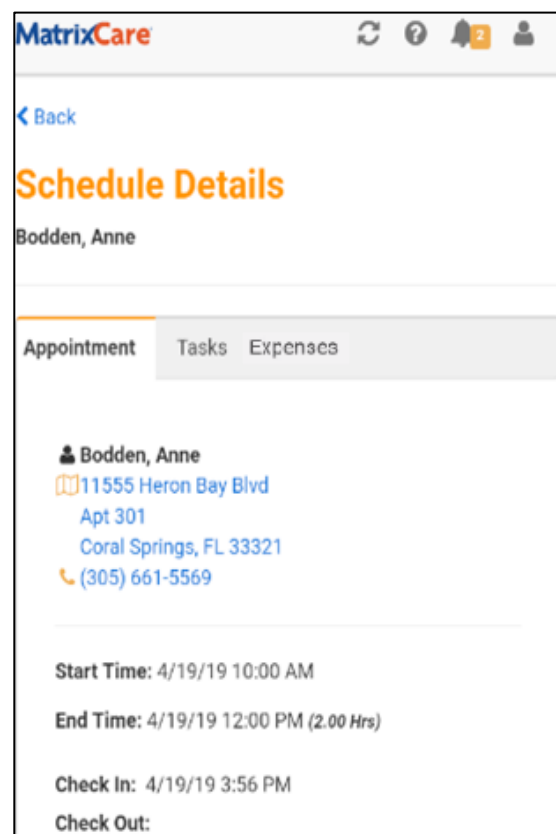 MatrixCare
2
Back
Schedule Details
Bodden, Anne
Appointment Tasks Expenses
Bodden, Anne
11555 Heron Bay Blvd
Apt 301
Coral Springs, FL 33321
(305) 661-5569
Start Time: 4/19/19 10:00 AM
End Time: 4/19/19 12:00 PM (2.00 Hrs)
Check In: 4/19/19 3:56 PM
Check Out: